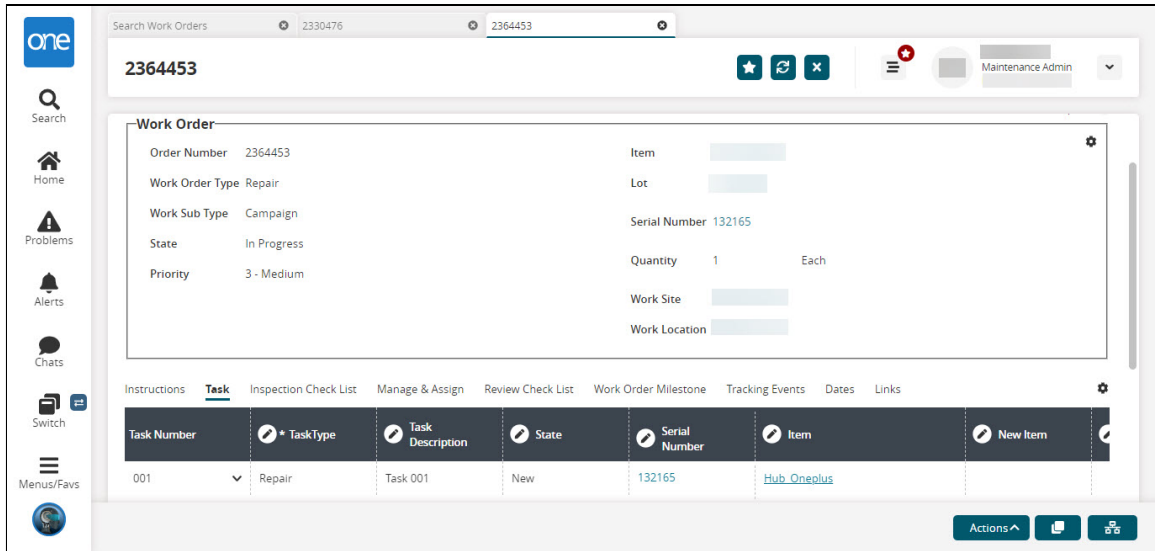 one
Search Work Orders 2330476 2364453
2364453
Maintenance Admin
Search
Home
Problems
Alerts
Chats
Switch
Menus/Favs
Work Order
Order Number 2364453
Work Order Type Repair
Work Sub Type Campaign
State In Progress
Priority 3 - Medium
Item
Lot
Serial Number 132165
Quantity 1 Each
Work Site
Work Location
Instructions Task Inspection Check List Manage & Assign Review Check List Work Order Milestone Tracking Events Dates Links
Task Number * TaskType Task Description State Serial Number Item New Item
001 Repair Task 001 New 132165 Hub_Oneplus
Actions